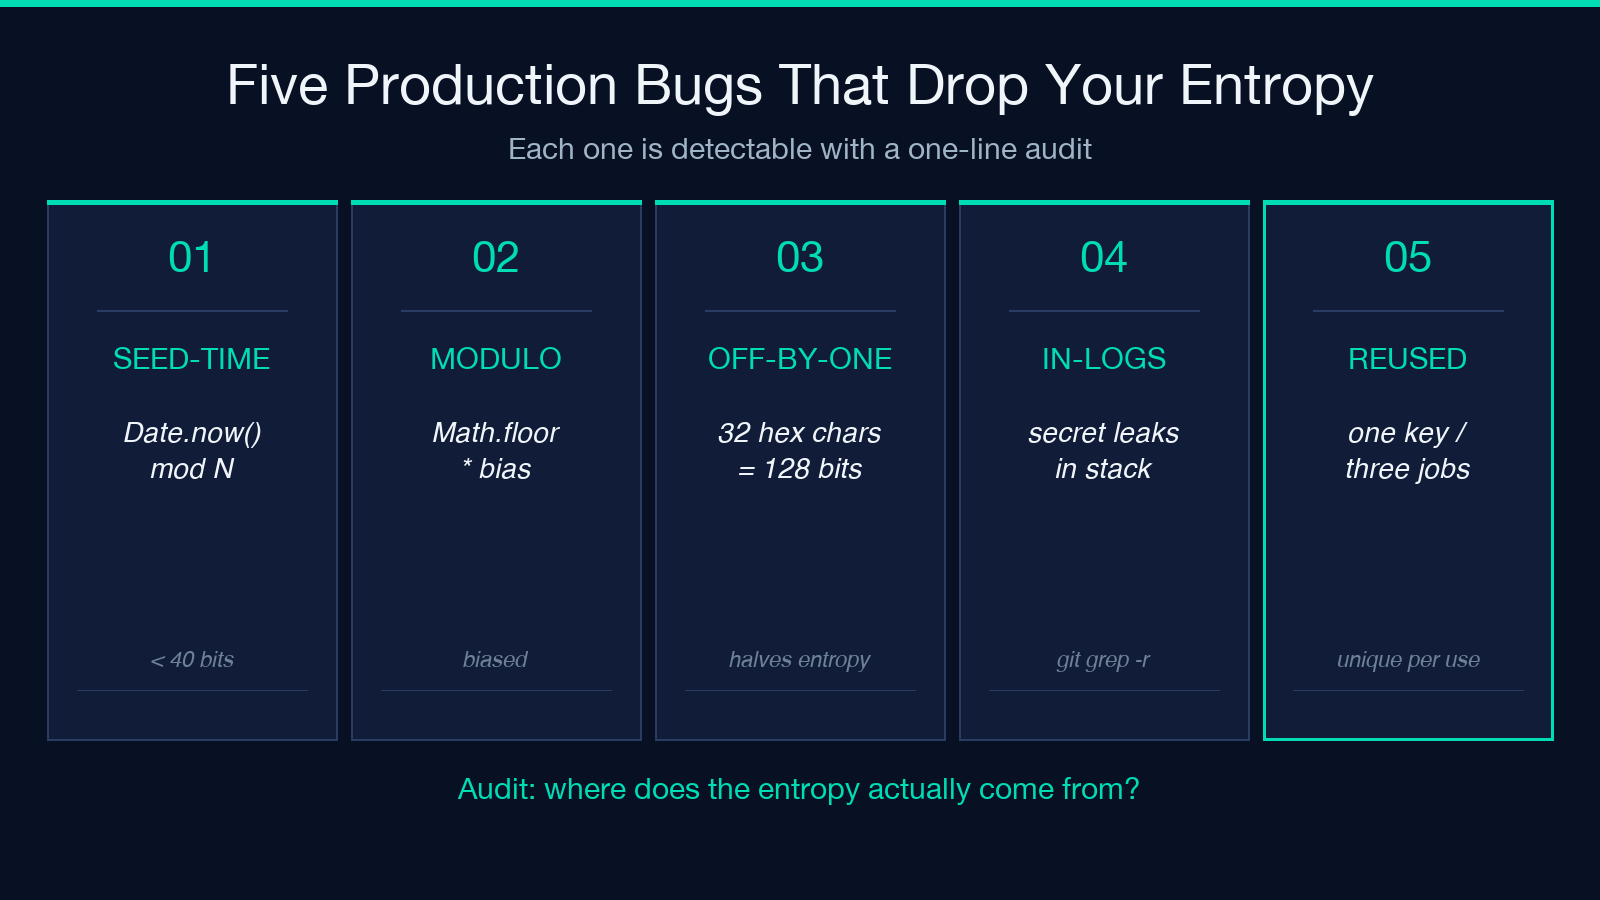 Five Production Bugs That Drop Your Entropy
Each one is detectable with a one-line audit
01
SEED-TIME
Date.now()
mod N
< 40 bits
02
MODULO
Math.floor
* bias
biased
03
OFF-BY-ONE
32 hex chars
= 128 bits
halves entropy
04
IN-LOGS
secret leaks
in stack
git grep -r
05
REUSED
one key /
three jobs
unique per use
Audit: where does the entropy actually come from?